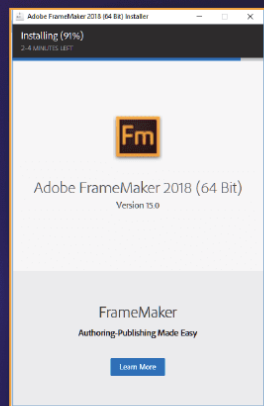 Adobe FrameMaker 2018 (64 Bit) Installer
Installing (91%)
2-4 MINUTES LEFT
Fm
Adobe FrameMaker 2018 (64 Bit)
Version 15.0
FrameMaker
Authoring-Publishing Made Easy
Learn More